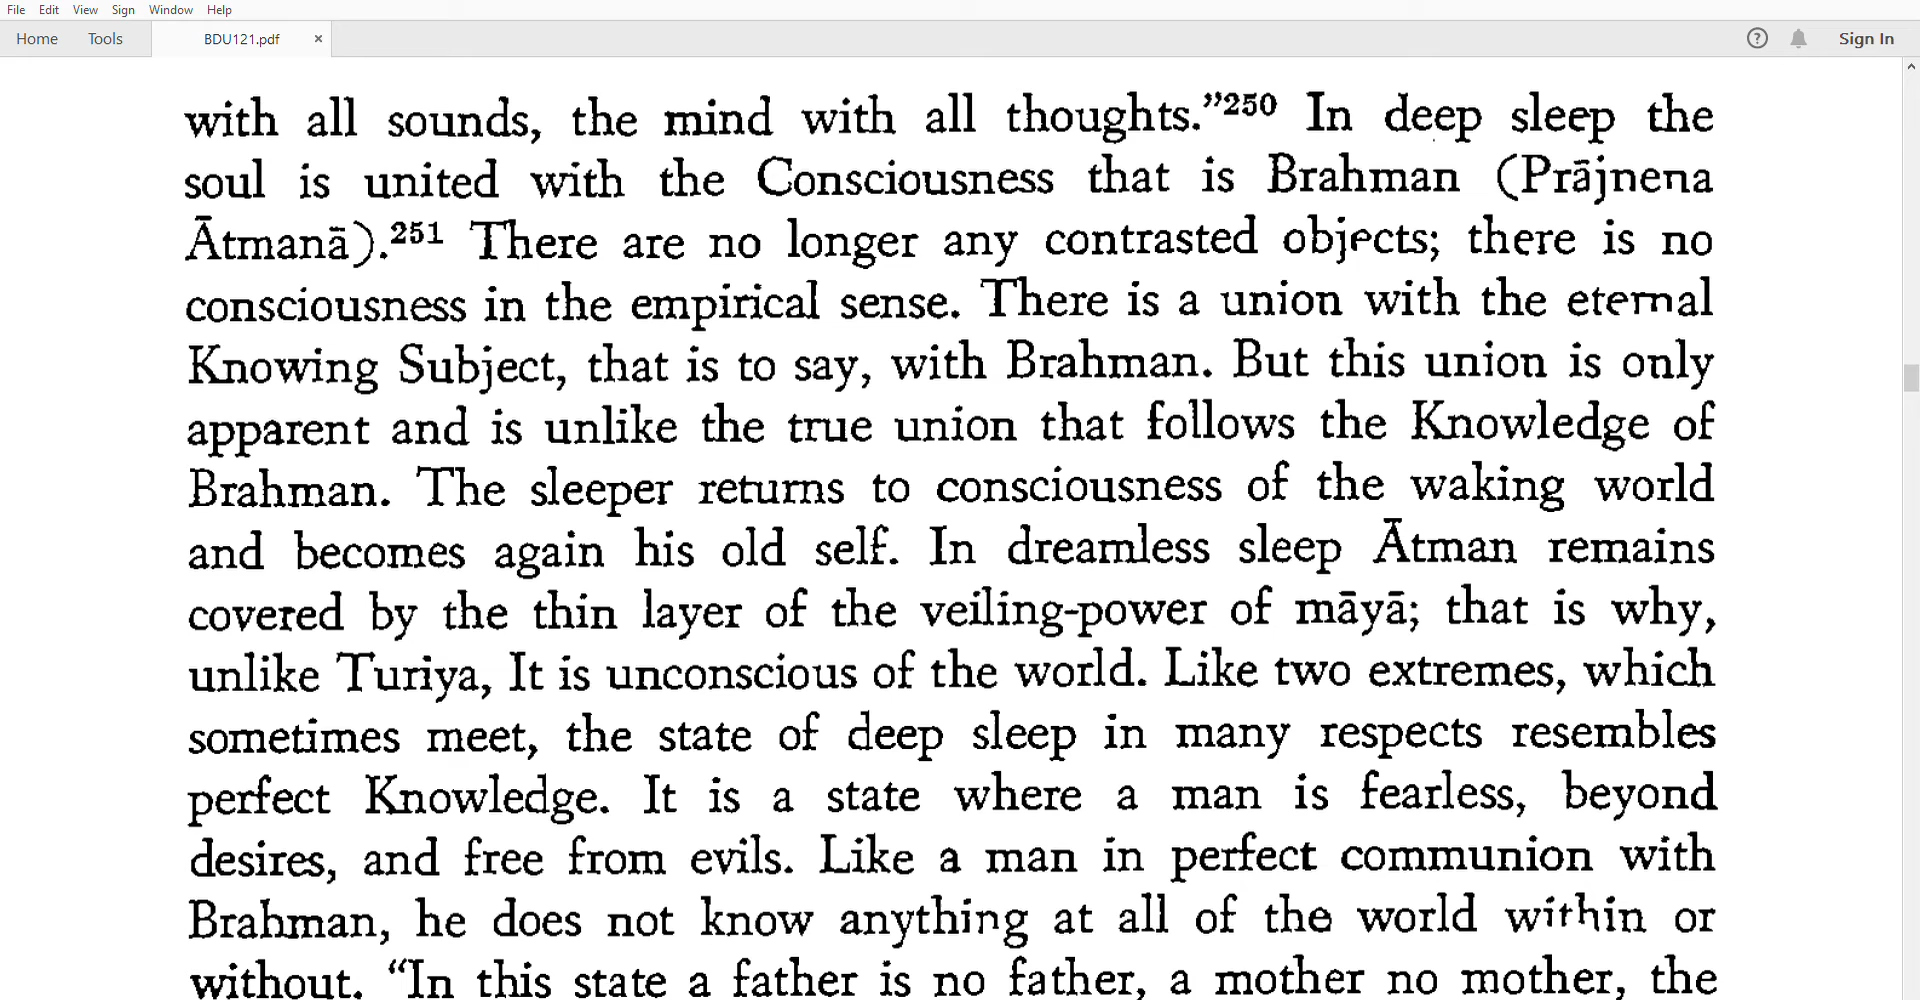 File Edit View Sign Window Help
Home Tools BDU121.pdf × ? Sign In
with all sounds, the mind with all thoughts.”250 In deep sleep the
soul is united with the Consciousness that is Brahman (Prājnena
Ātmanā).251 There are no longer any contrasted objects; there is no
consciousness in the empirical sense. There is a union with the eternal
Knowing Subject, that is to say, with Brahman. But this union is only
apparent and is unlike the true union that follows the Knowledge of
Brahman. The sleeper returns to consciousness of the waking world
and becomes again his old self. In dreamless sleep Ātman remains
covered by the thin layer of the veiling-power of māyā; that is why,
unlike Turiya, It is unconscious of the world. Like two extremes, which
sometimes meet, the state of deep sleep in many respects resembles
perfect Knowledge. It is a state where a man is fearless, beyond
desires, and free from evils. Like a man in perfect communion with
Brahman, he does not know anything at all of the world within or
without. “In this state a father is no father, a mother no mother, the